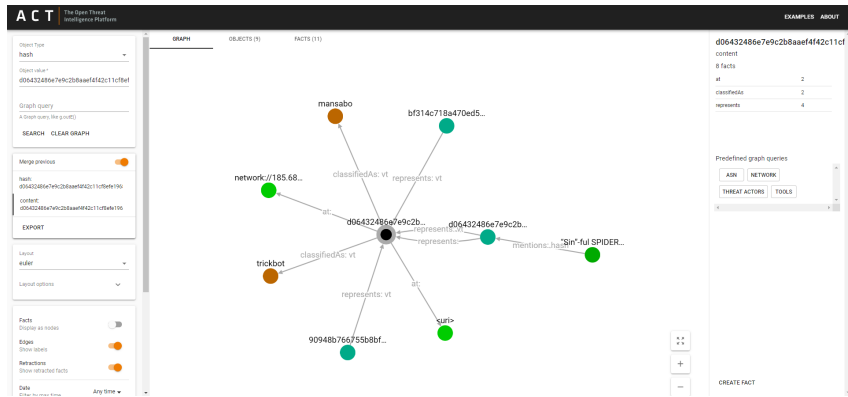 ACT
The Open Threat
Intelligence Platform
EXAMPLES ABOUT
Object Type
hash
Object value *
d06432486e7e9c2b8aaef4f42c11cf8ef
Graph query
A Graph query, like g.outE()
SEARCH CLEAR GRAPH
Merge previous
hash:
d06432486e7e9c2b8aaef4f42c11cf8efe196
content:
d06432486e7e9c2b8aaef4f42c11cf8efe196
EXPORT
Layout
euler
Layout options
Facts
Display as nodes
Edges
Show labels
Retractions
Show retracted facts
Date
Any time
GRAPH OBJECTS (9) FACTS (11)
mansabo
bf314c718a470ed5...
classifiedAs: vt
represents: vt
network://185.68...
at:
d06432486e7e9c2b...
d06432486e7e9c2b...
represents: vt
represents:
mentions: hash
"Sin"-ful SPIDER...
classifiedAs: vt
trickbot
at:
represents: vt
<uri>
90948b766755b8bf...
d06432486e7e9c2b8aaef4f42c11cf
content
8 facts
at 2
classifiedAs 2
represents 4
Predefined graph queries
ASN NETWORK
THREAT ACTORS TOOLS
CREATE FACT